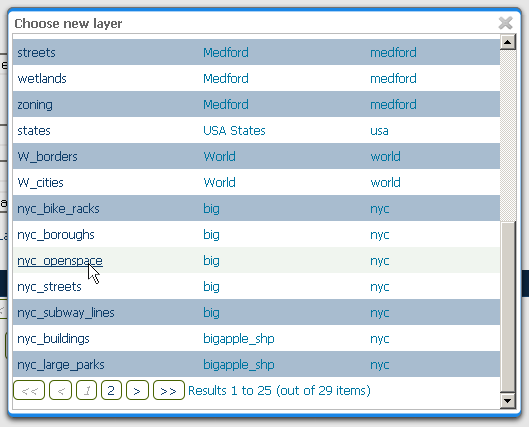 Choose new layer
streets Medford medford
wetlands Medford medford
zoning Medford medford
states USA States usa
W_borders World world
W_cities World world
nyc_bike_racks big nyc
nyc_boroughs big nyc
nyc_openspace big nyc
nyc_streets big nyc
nyc_subway_lines big nyc
nyc_buildings bigapple_shp nyc
nyc_large_parks bigapple_shp nyc
<< < 1 2 > >> Results 1 to 25 (out of 29 items)